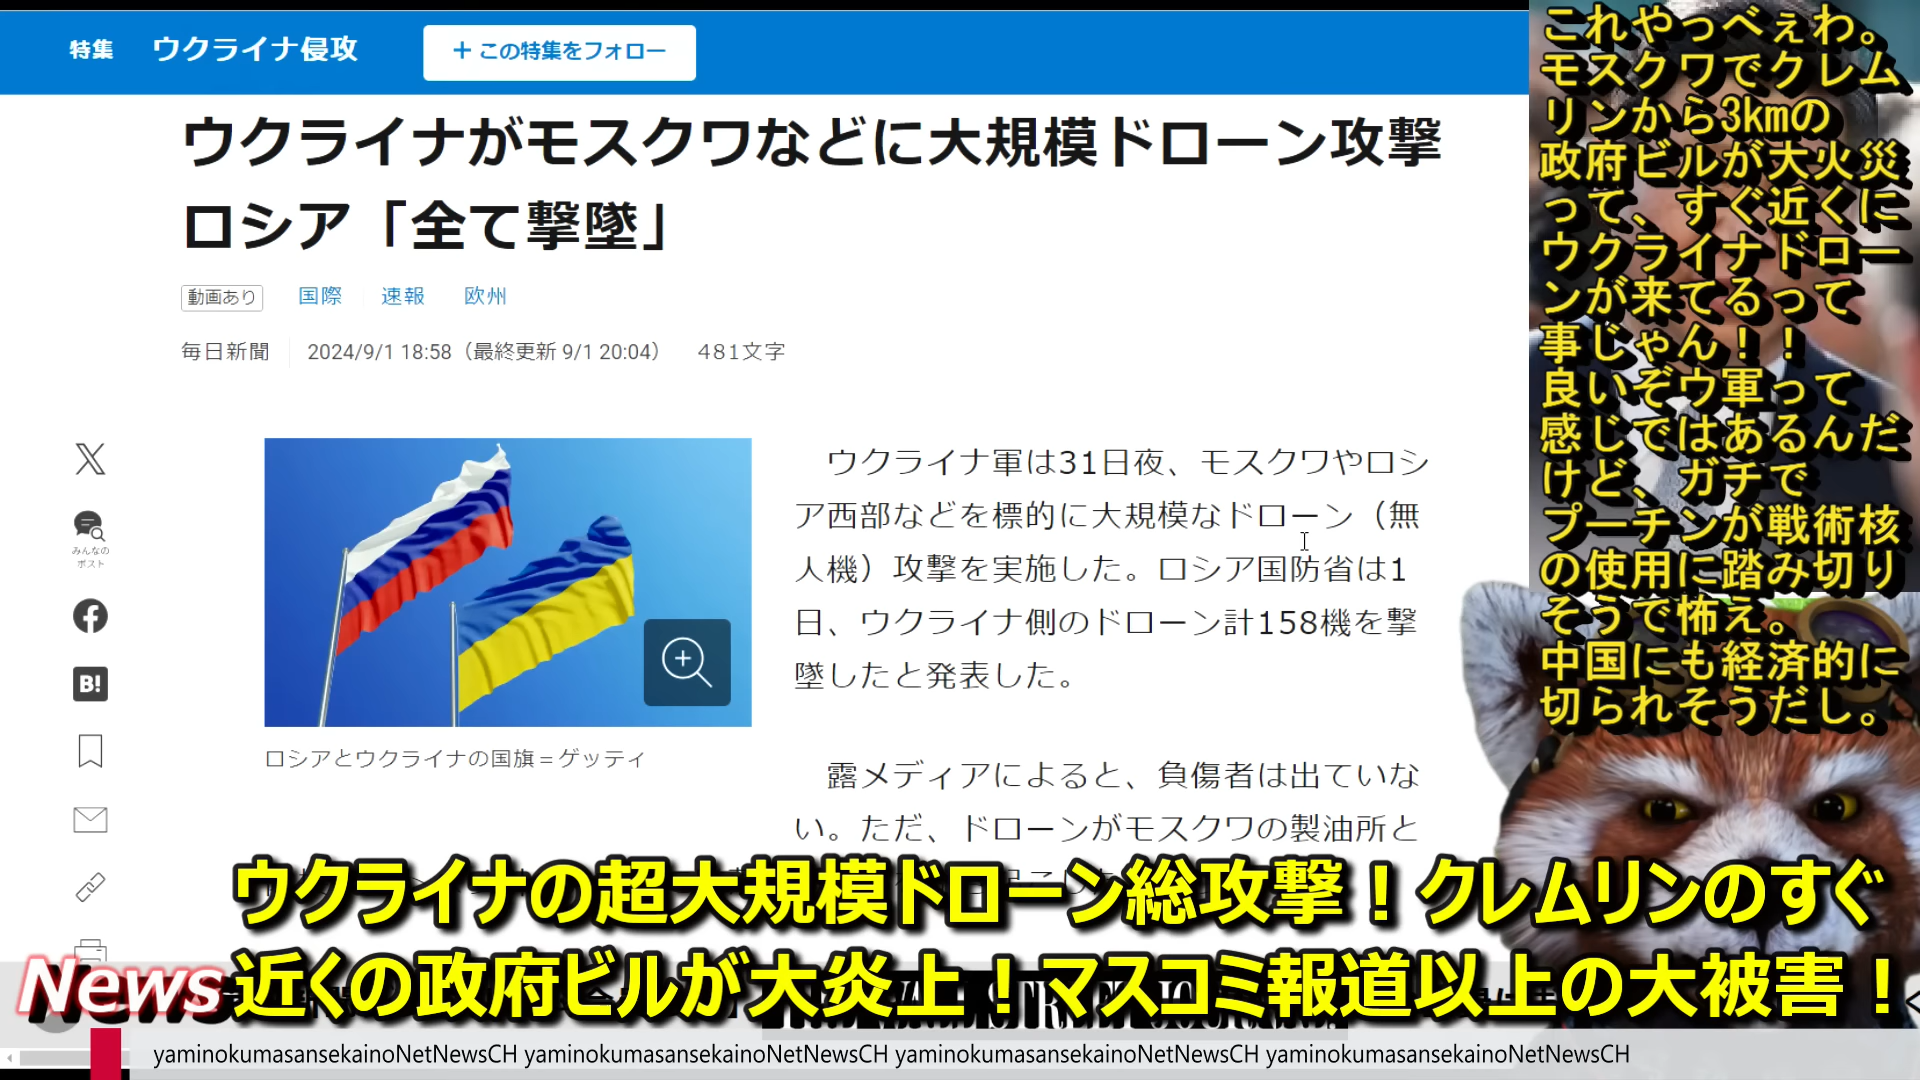 特集 ウクライナ侵攻 + この特集をフォロー
ウクライナがモスクワなどに大規模ドローン攻撃
ロシア「全て撃墜」
動画あり 国際 速報 欧州
毎日新聞 2024/9/1 18:58（最終更新 9/1 20:04） 481文字
みんなの
ポスト
B!
ロシアとウクライナの国旗＝ゲッティ
ウクライナ軍は31日夜、モスクワやロシ
ア西部などを標的に大規模なドローン（無
人機）攻撃を実施した。ロシア国防省は1
日、ウクライナ側のドローン計158機を撃
墜したと発表した。
露メディアによると、負傷者は出ていな
い。ただ、ドローンがモスクワの製油所と
これやっべぇわ。
モスクワでクレム
リンから3kmの
政府ビルが大火災
って、すぐ近くに
ウクライナドロー
ンが来てるって
事じゃん！！
良いぞウ軍って
感じではあるんだ
けど、ガチで
プーチンが戦術核
の使用に踏み切り
そうで怖え。
中国にも経済的に
切られそうだし。
ウクライナの超大規模ドローン総攻撃！クレムリンのすぐ
近くの政府ビルが大炎上！マスコミ報道以上の大被害！
News
yaminokumasansekainoNetNewsCH yaminokumasansekainoNetNewsCH yaminokumasansekainoNetNewsCH yaminokumasansekainoNetNewsCH